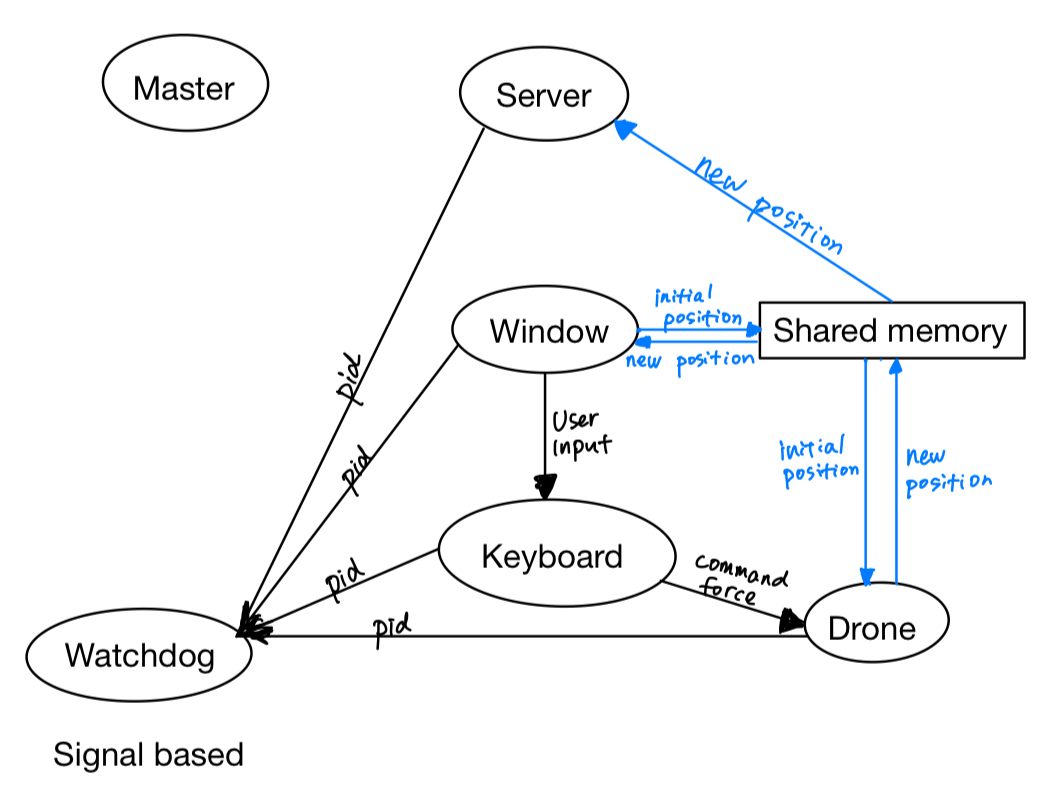 Master
Server
new position
Window
initial
position
new position
Shared memory
pid
pid
User
input
initial
position
new
position
Keyboard
pid
command
force
pid
Drone
Watchdog
Signal based